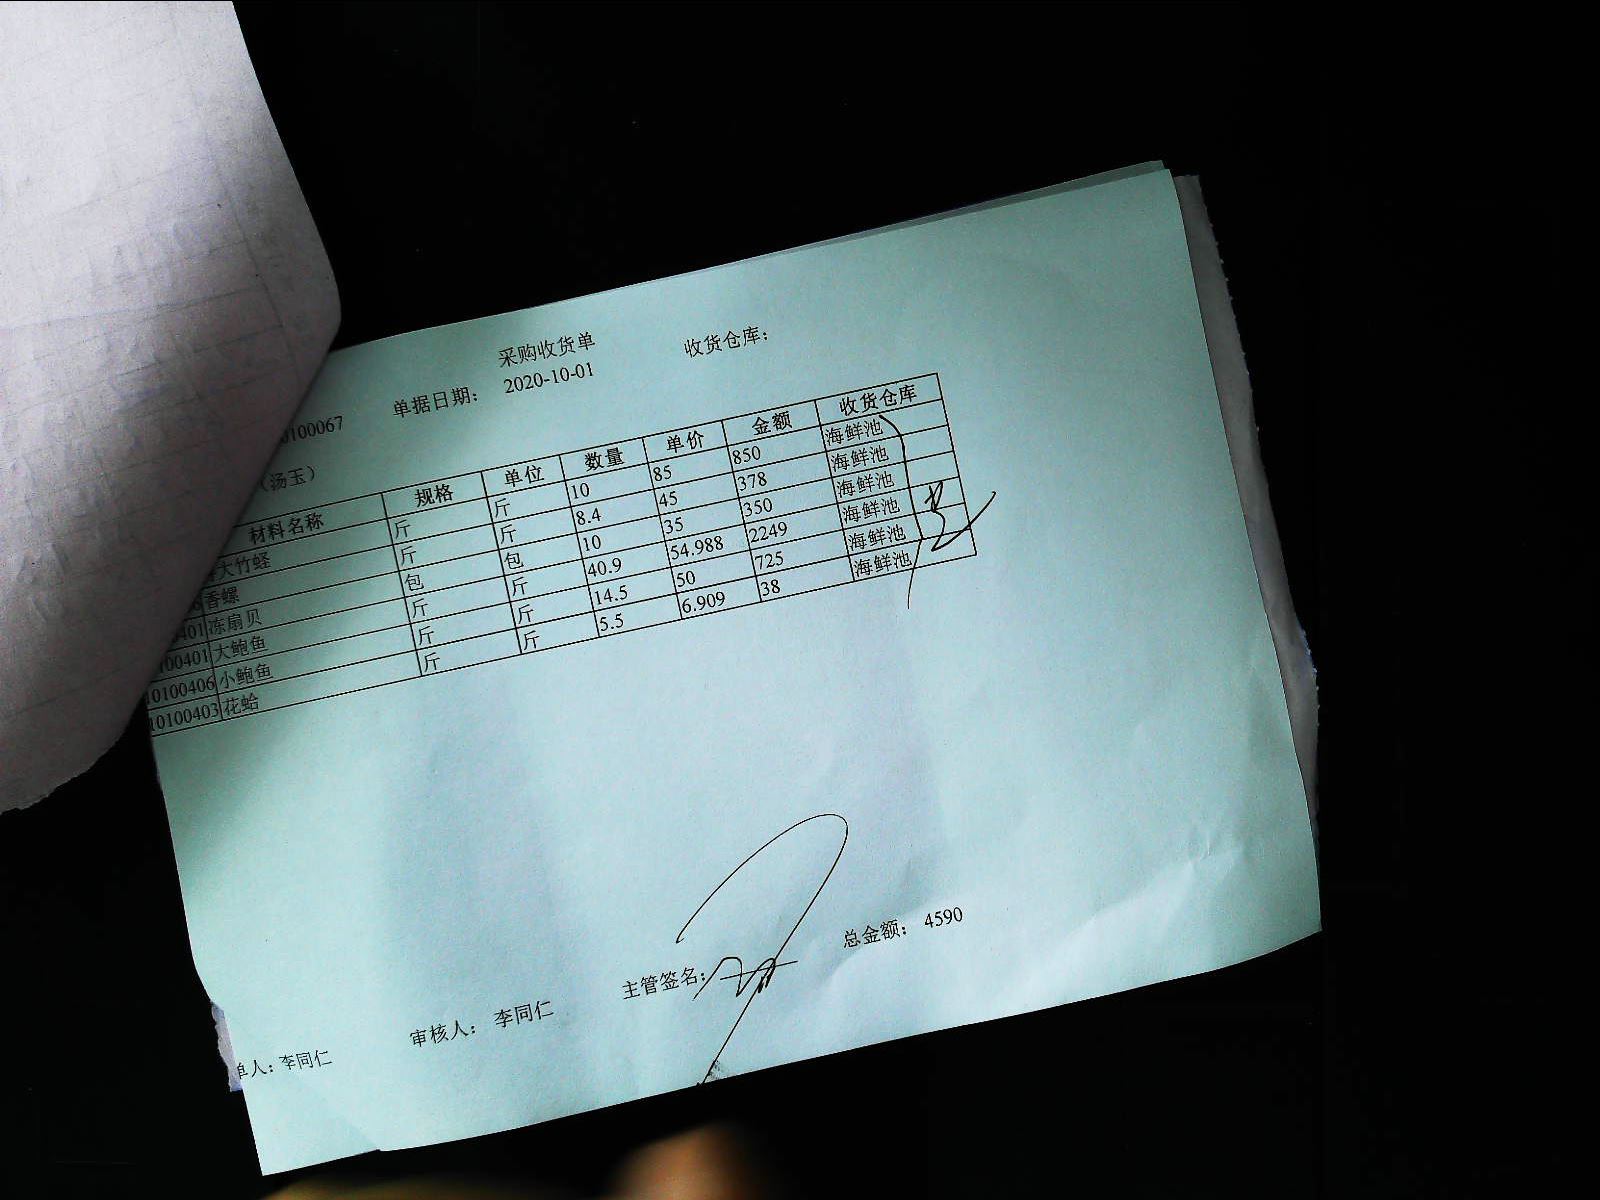 采购收货单
收货仓库：
0100067 单据日期： 2020-10-01
（汤玉）
材料名称 规格 单位 数量 单价 金额 收货仓库
大竹蛏 斤 斤 10 85 850 海鲜池
香螺 斤 斤 8.4 45 378 海鲜池
401 冻扇贝 包 包 10 35 350 海鲜池
100401 大鲍鱼 斤 斤 40.9 54.988 2249 海鲜池
10100406 小鲍鱼 斤 斤 14.5 50 725 海鲜池
10100403 花蛤 斤 斤 5.5 6.909 38 海鲜池
单人：李同仁 审核人： 李同仁 主管签名： 总金额： 4590